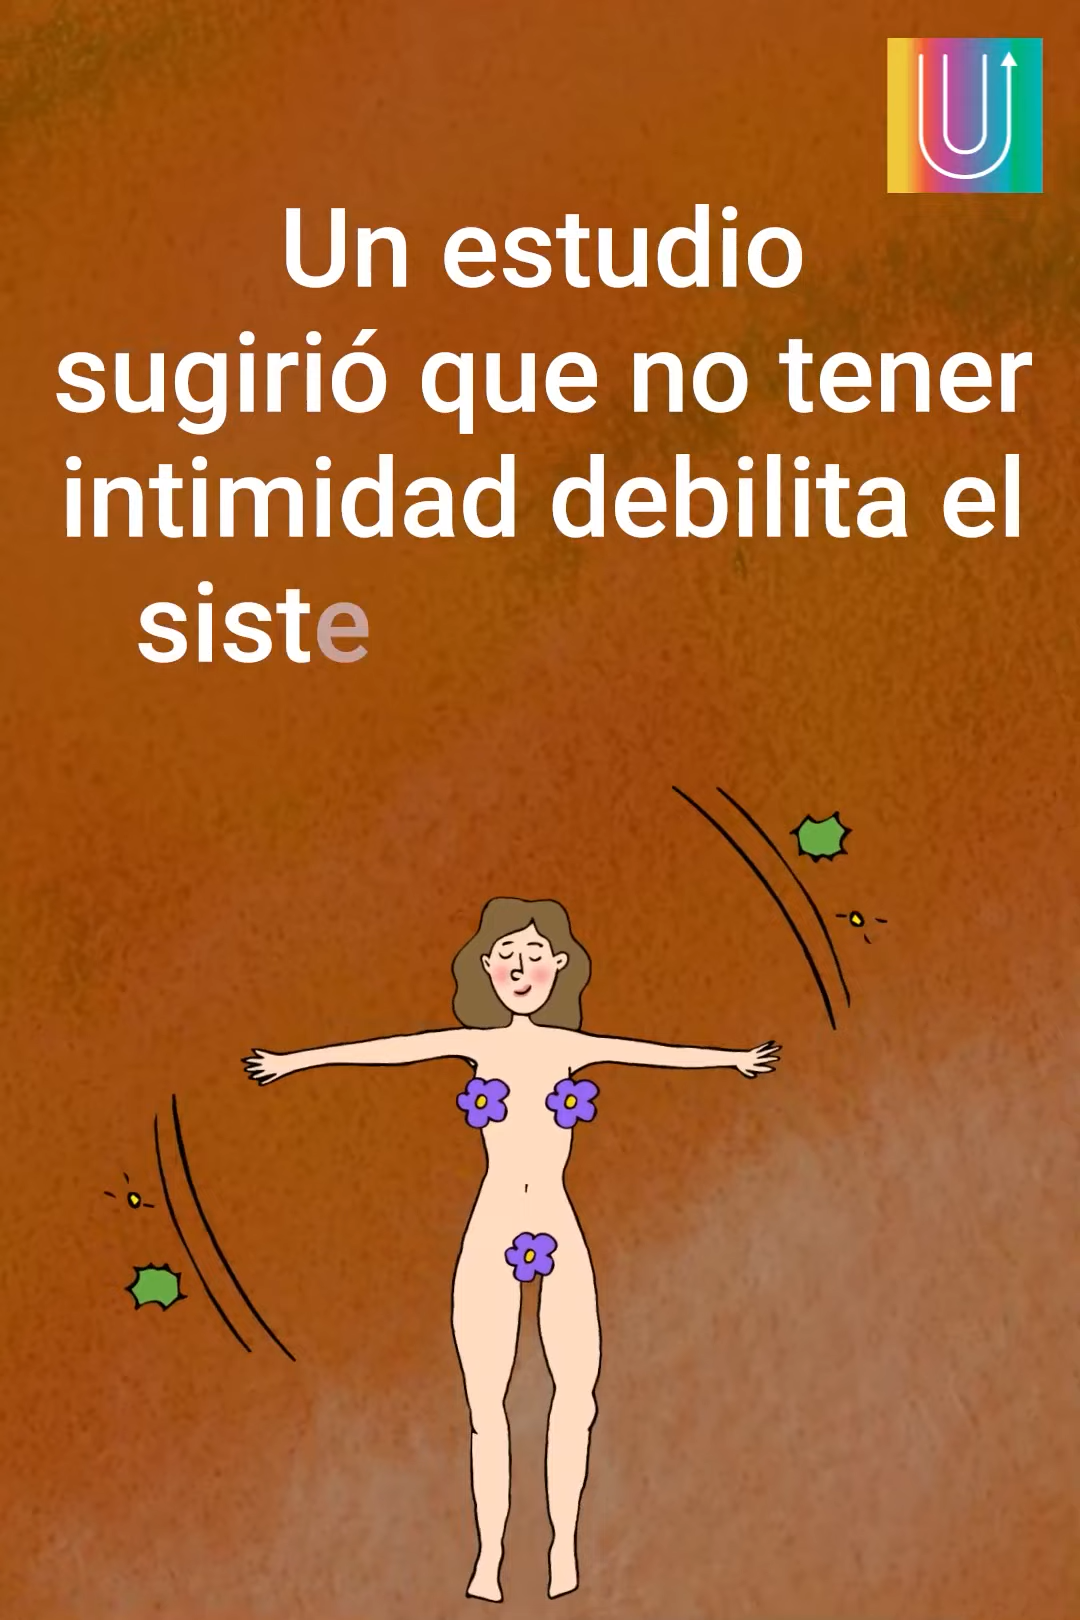 U
Un estudio
sugirió que no tener
intimidad debilita el
siste